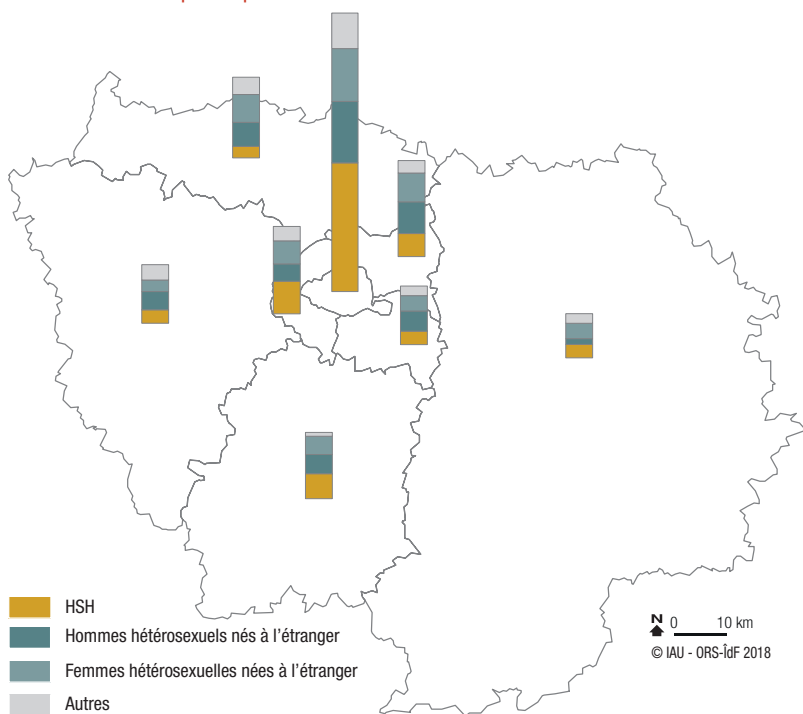 HSH
Hommes hétérosexuels nés à l'étranger
Femmes hétérosexuelles nées à l'étranger
Autres
N 0 10 km
© IAU - ORS-ÎdF 2018